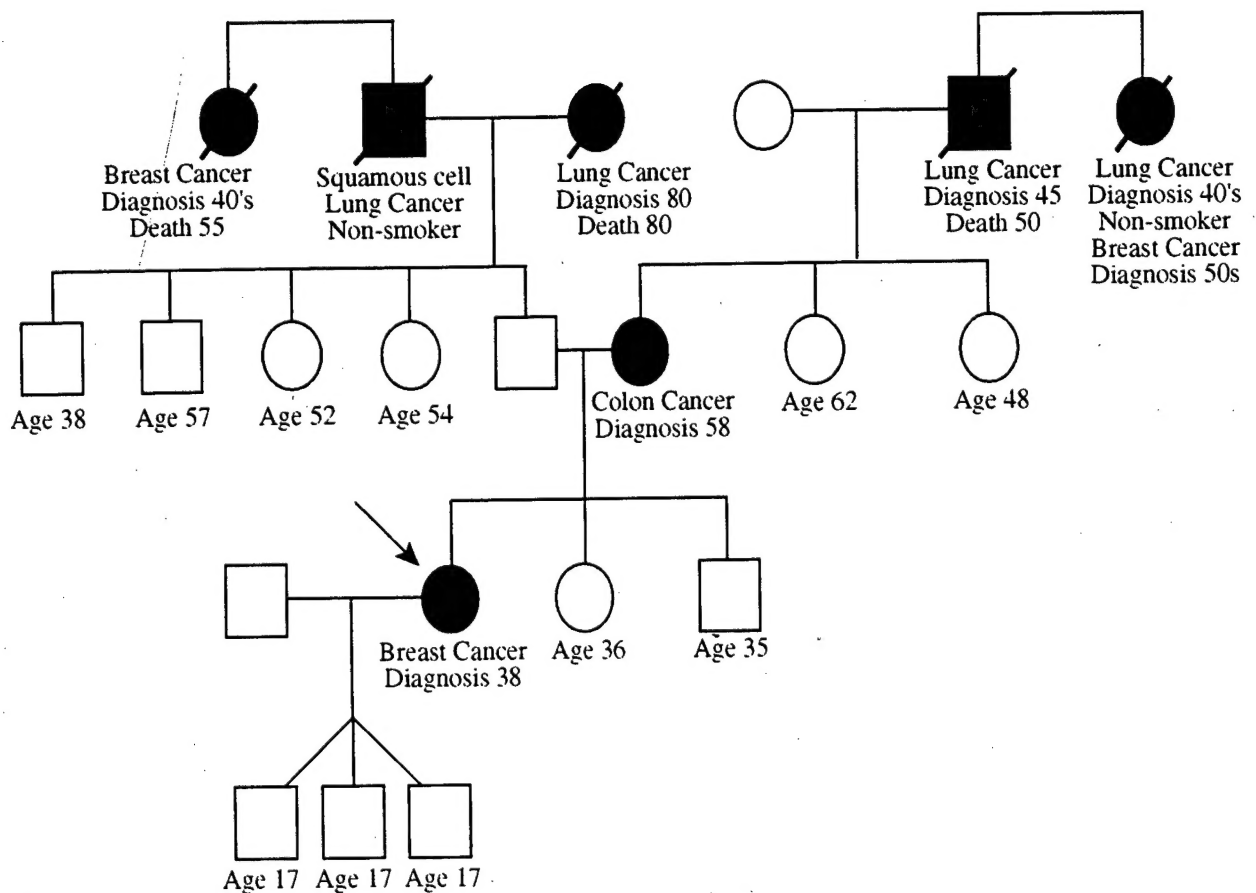 Breast Cancer
Diagnosis 40's
Death 55
Squamous cell
Lung Cancer
Non-smoker
Lung Cancer
Diagnosis 80
Death 80
Lung Cancer
Diagnosis 45
Death 50
Lung Cancer
Diagnosis 40's
Non-smoker
Breast Cancer
Diagnosis 50s
Age 38
Age 57
Age 52
Age 54
Colon Cancer
Diagnosis 58
Age 62
Age 48
Breast Cancer
Diagnosis 38
Age 36
Age 35
Age 17
Age 17
Age 17